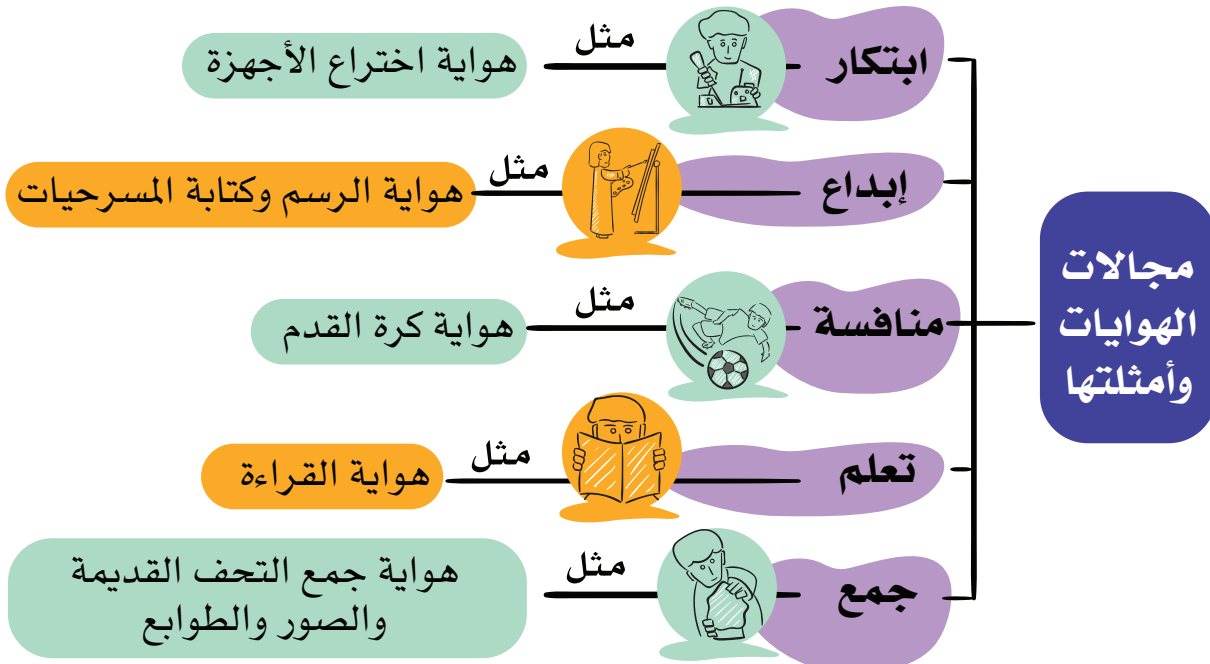 مجالات
الهوايات
وأمثلتها
ابتكار
مثل
هواية اختراع الأجهزة
إبداع
مثل
هواية الرسم وكتابة المسرحيات
منافسة
مثل
هواية كرة القدم
تعلم
مثل
هواية القراءة
جمع
مثل
هواية جمع التحف القديمة
والصور والطوابع